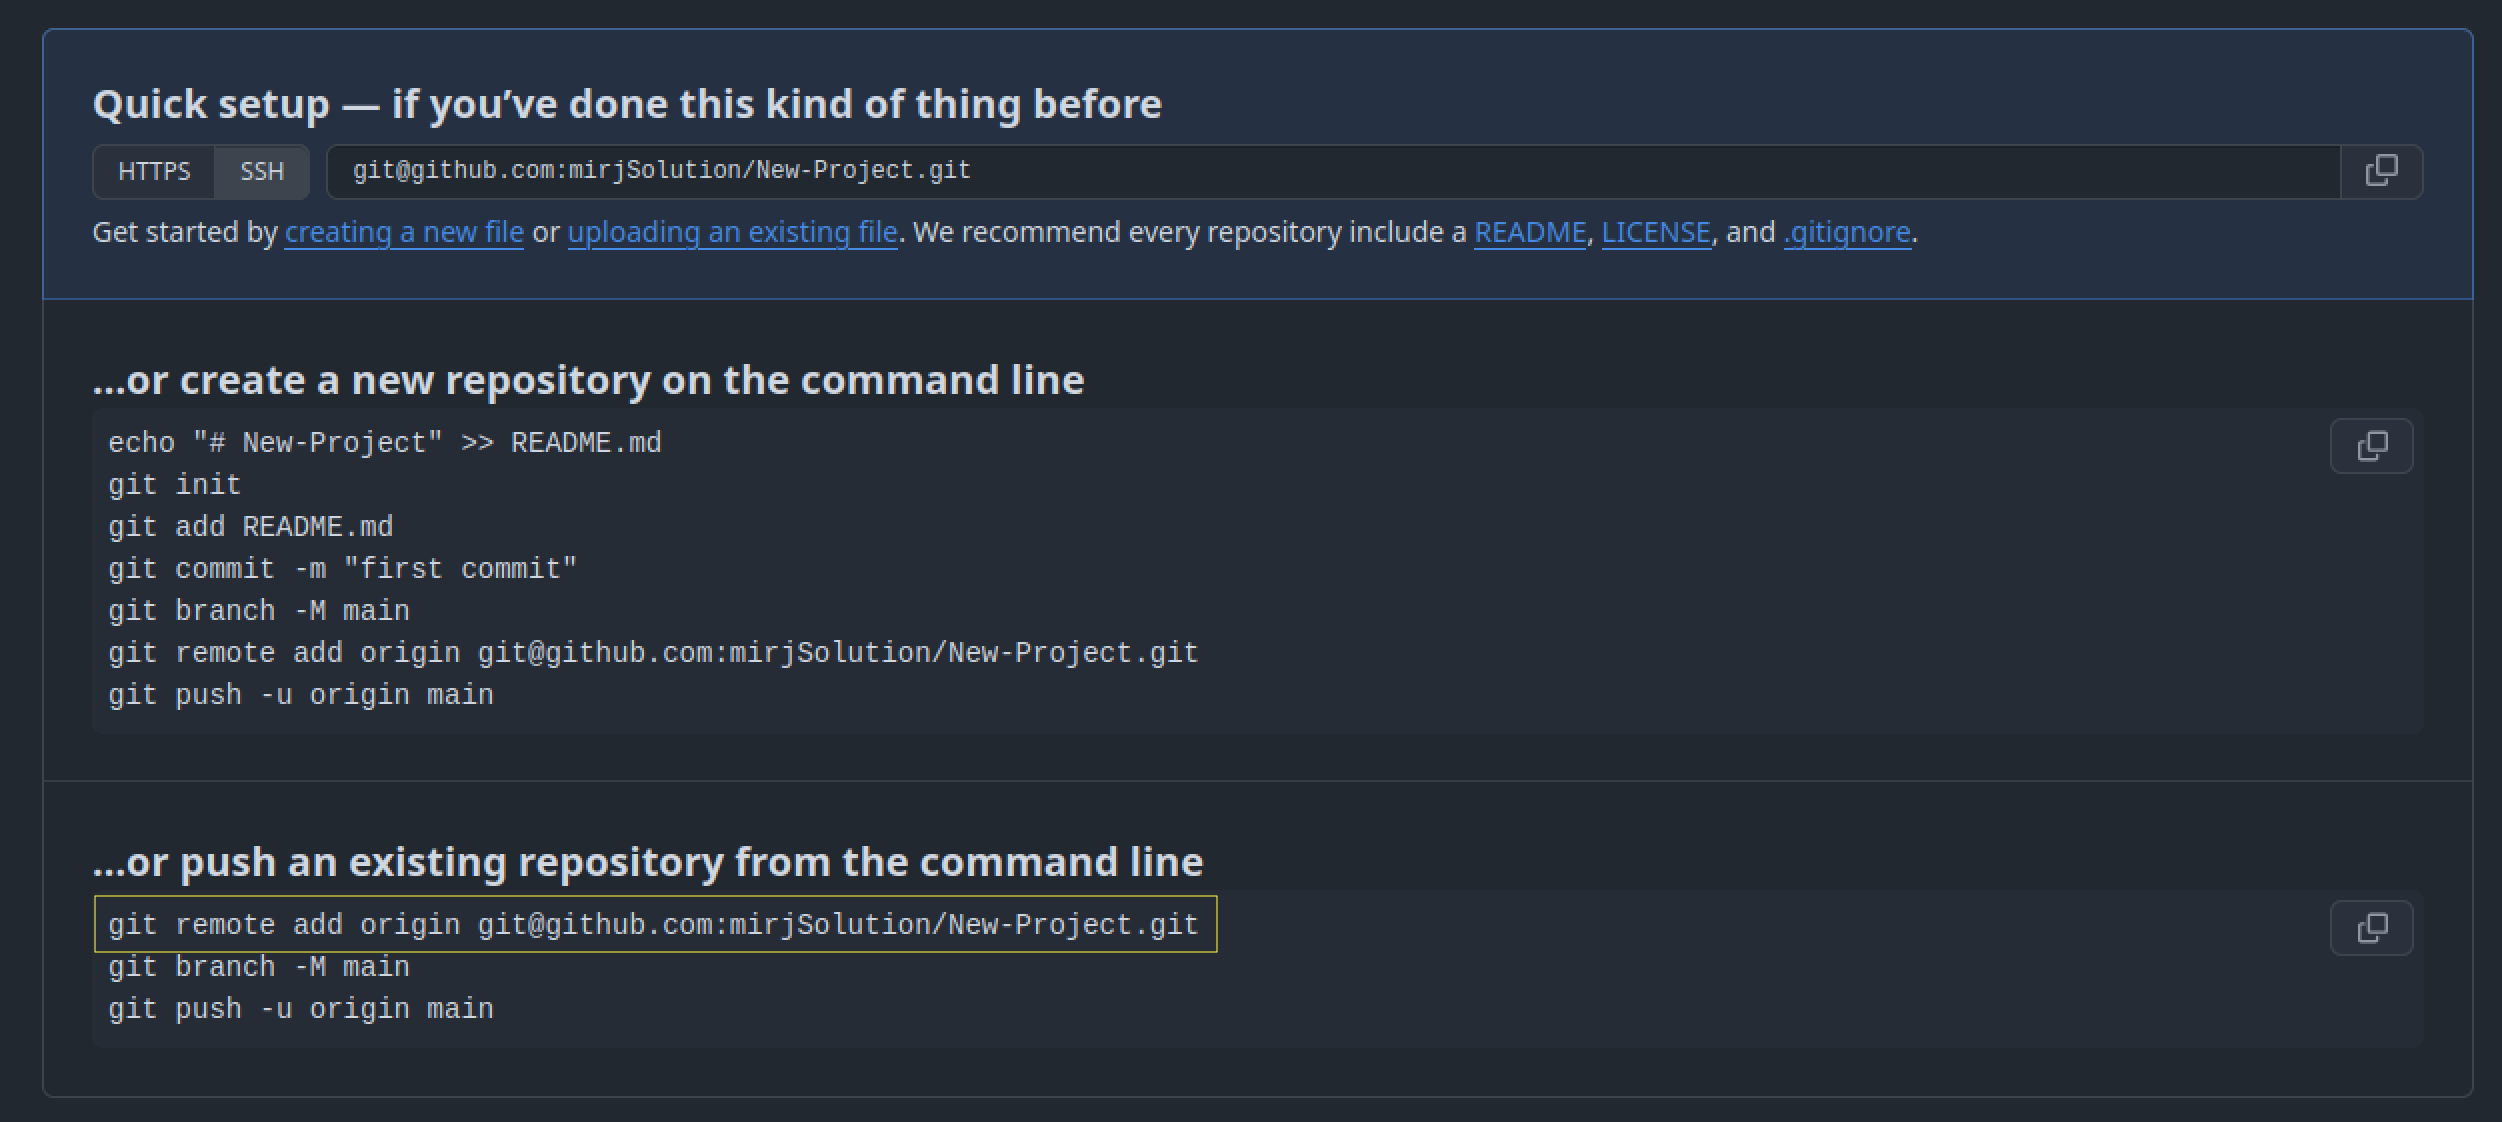 Quick setup — if you’ve done this kind of thing before
HTTPS SSH git@github.com:mirjSolution/New-Project.git
Get started by creating a new file or uploading an existing file. We recommend every repository include a README, LICENSE, and .gitignore.
…or create a new repository on the command line
echo "# New-Project" >> README.md
git init
git add README.md
git commit -m "first commit"
git branch -M main
git remote add origin git@github.com:mirjSolution/New-Project.git
git push -u origin main
…or push an existing repository from the command line
git remote add origin git@github.com:mirjSolution/New-Project.git
git branch -M main
git push -u origin main